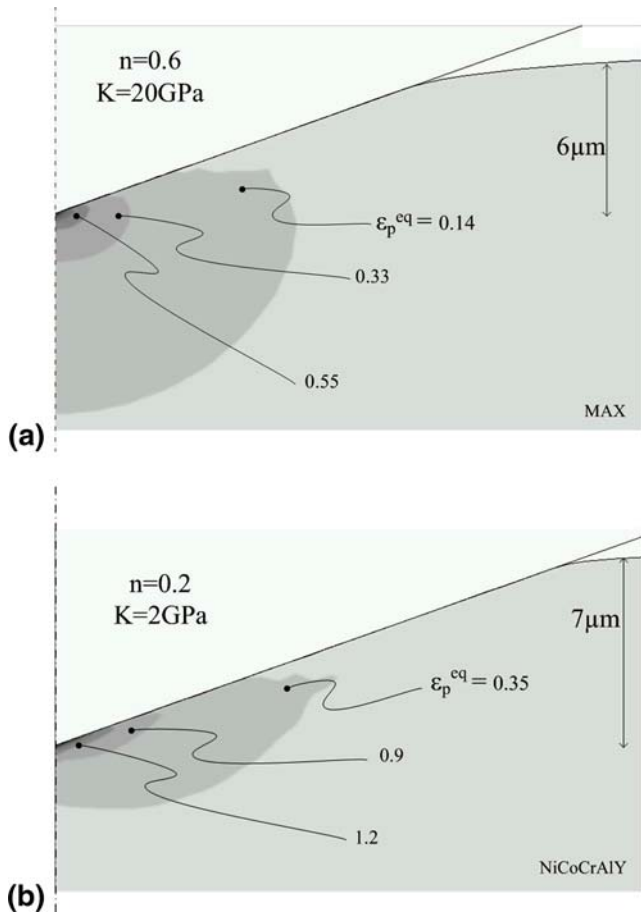 n=0.6
K=20GPa
6μm
εpeq = 0.14
0.33
0.55
MAX
(a)
n=0.2
K=2GPa
7μm
εpeq = 0.35
0.9
1.2
NiCoCrAlY
(b)